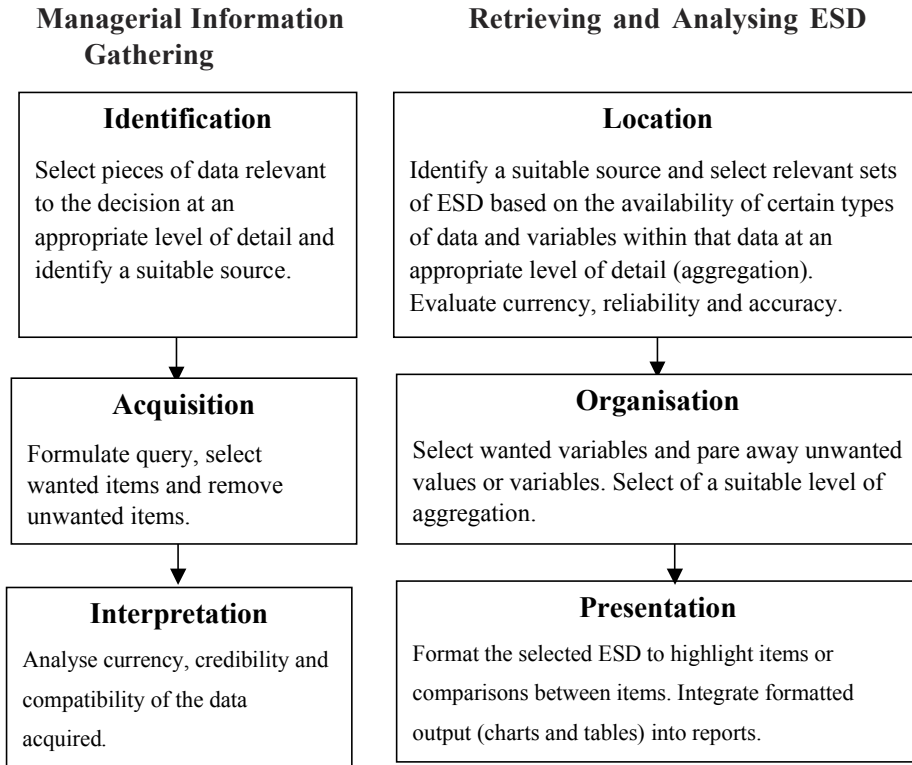 Managerial Information
Gathering
Identification
Select pieces of data relevant
to the decision at an
appropriate level of detail and
identify a suitable source.
Acquisition
Formulate query, select
wanted items and remove
unwanted items.
Interpretation
Analyse currency, credibility and
compatibility of the data
acquired.
Retrieving and Analysing ESD
Location
Identify a suitable source and select relevant sets
of ESD based on the availability of certain types
of data and variables within that data at an
appropriate level of detail (aggregation).
Evaluate currency, reliability and accuracy.
Organisation
Select wanted variables and pare away unwanted
values or variables. Select of a suitable level of
aggregation.
Presentation
Format the selected ESD to highlight items or
comparisons between items. Integrate formatted
output (charts and tables) into reports.